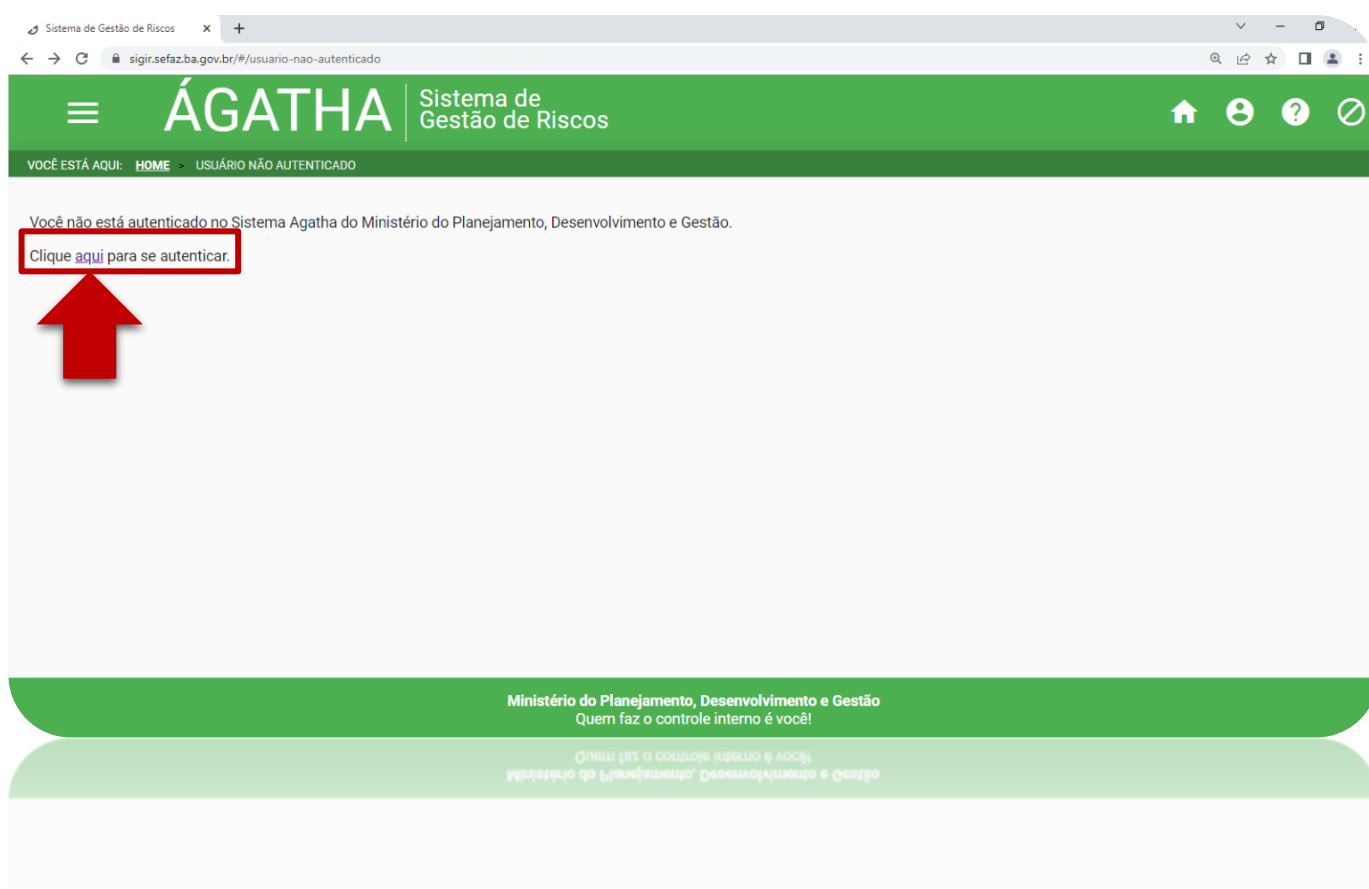 Sistema de Gestão de Riscos
sigir.sefaz.ba.gov.br/#/usuario-nao-autenticado
ÁGATHA
Sistema de
Gestão de Riscos
VOCÊ ESTÁ AQUI: HOME > USUÁRIO NÃO AUTENTICADO
Você não está autenticado no Sistema Agatha do Ministério do Planejamento, Desenvolvimento e Gestão.
Clique aqui para se autenticar.
Ministério do Planejamento, Desenvolvimento e Gestão
Quem faz o controle interno é você!